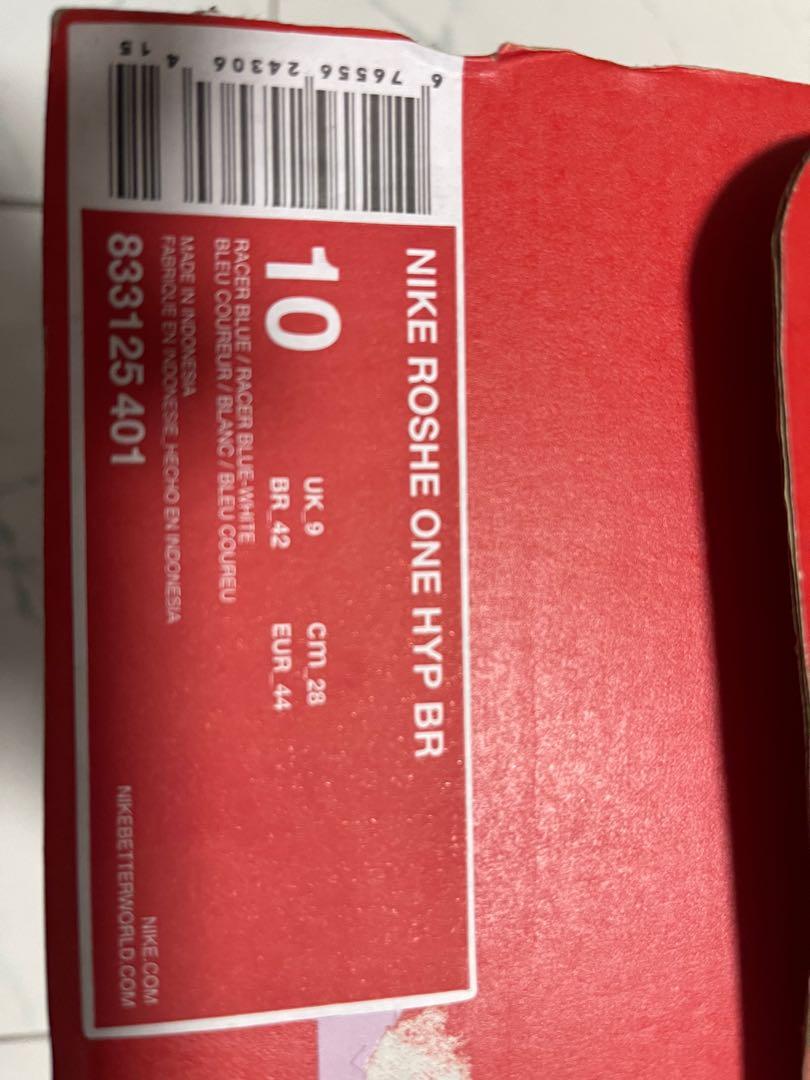 NIKE ROSHE ONE HYP BR
10
UK_9 cm_28
BR_42 EUR_44
RACER BLUE / RACER BLUE-WHITE
BLEU COUREUR / BLANC / BLEU COUREU
MADE IN INDONESIA
FABRIQUE EN INDONESIE_HECHO EN INDONESIA
833125 401
NIKE.COM
NIKEBETTERWORLD.COM
6 76556 24306 4 15